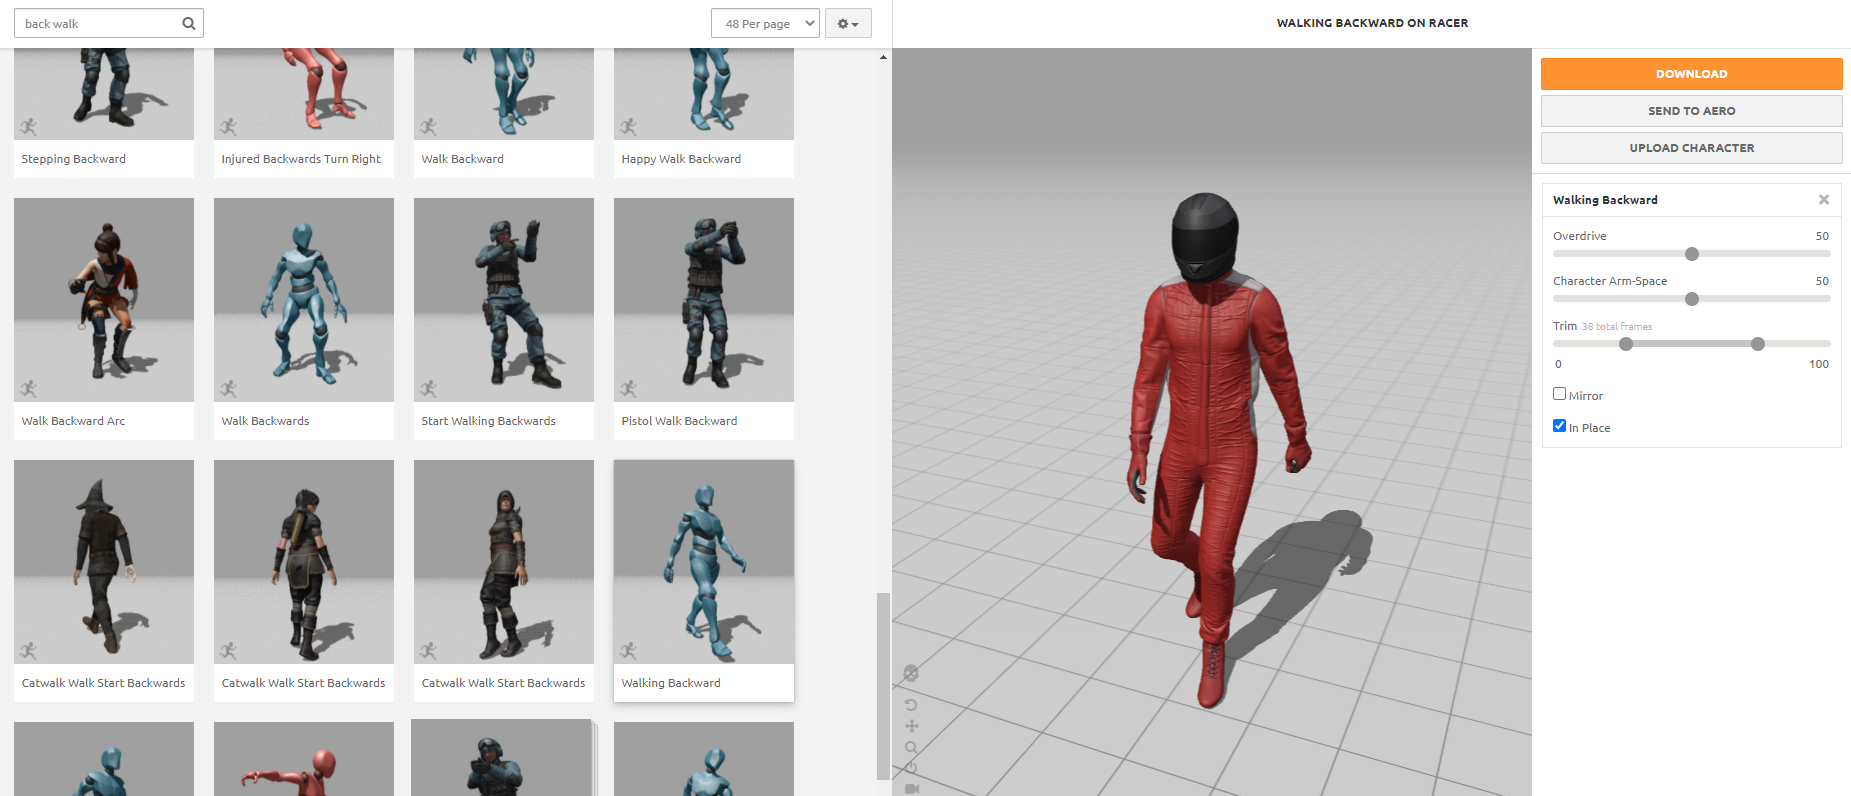 back walk
48 Per page
WALKING BACKWARD ON RACER
Stepping Backward
Injured Backwards Turn Right
Walk Backward
Happy Walk Backward
Walk Backward Arc
Walk Backwards
Start Walking Backwards
Pistol Walk Backward
Catwalk Walk Start Backwards
Catwalk Walk Start Backwards
Catwalk Walk Start Backwards
Walking Backward
DOWNLOAD
SEND TO AERO
UPLOAD CHARACTER
Walking Backward
Overdrive 50
Character Arm-Space 50
Trim 38 total frames
0 100
Mirror
In Place